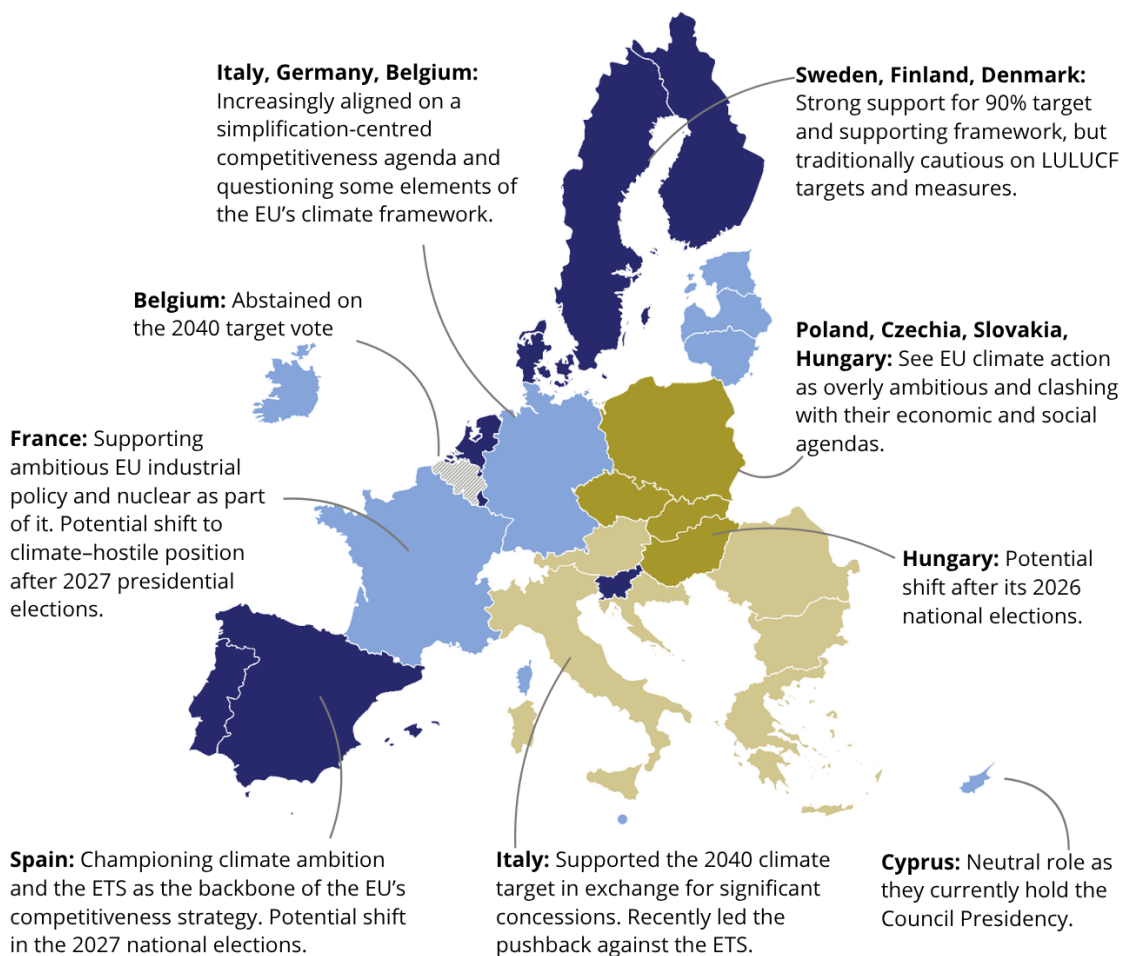 Italy, Germany, Belgium:
Increasingly aligned on a
simplification-centred
competitiveness agenda and
questioning some elements of
the EU's climate framework.
Sweden, Finland, Denmark:
Strong support for 90% target
and supporting framework, but
traditionally cautious on LULUCF
targets and measures.
Belgium: Abstained on
the 2040 target vote
Poland, Czechia, Slovakia,
Hungary: See EU climate action
as overly ambitious and clashing
with their economic and social
agendas.
France: Supporting
ambitious EU industrial
policy and nuclear as part
of it. Potential shift to
climate–hostile position
after 2027 presidential
elections.
Hungary: Potential
shift after its 2026
national elections.
Spain: Championing climate ambition
and the ETS as the backbone of the EU's
competitiveness strategy. Potential shift
in the 2027 national elections.
Italy: Supported the 2040 climate
target in exchange for significant
concessions. Recently led the
pushback against the ETS.
Cyprus: Neutral role as
they currently hold the
Council Presidency.